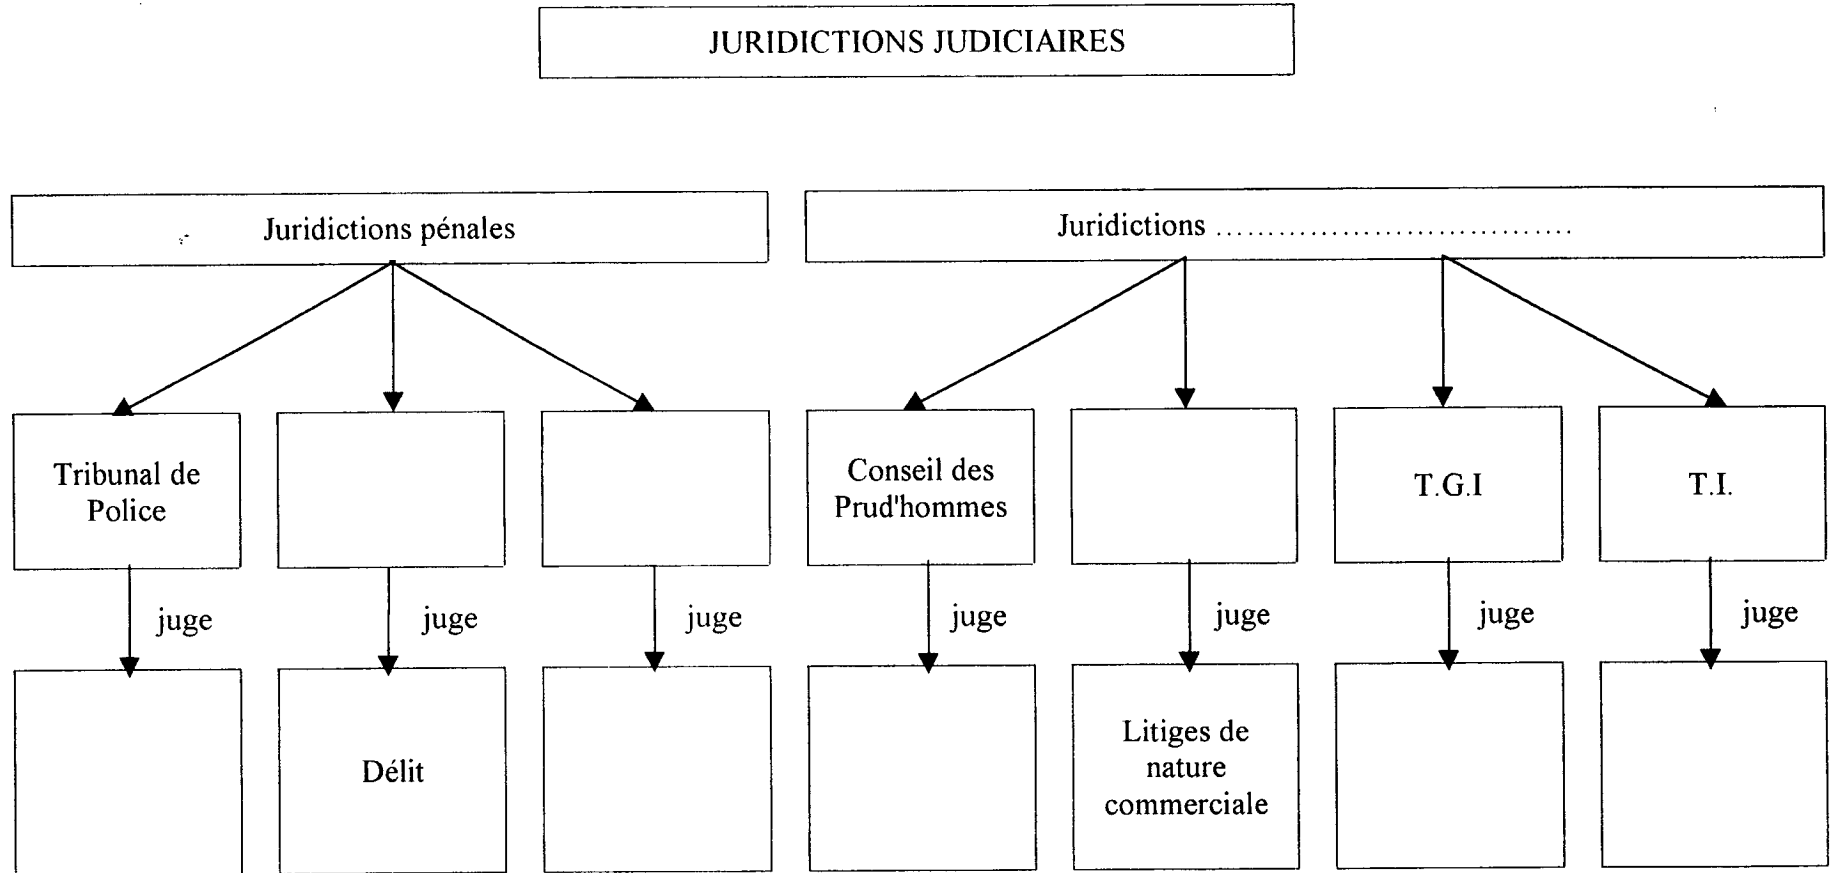 JURIDICTIONS JUDICIAIRES
Juridictions pénales
Juridictions ..................................
Tribunal de
Police
Conseil des
Prud'hommes
T.G.I
T.I.
juge
juge
juge
juge
juge
juge
juge
Délit
Litiges de
nature
commerciale